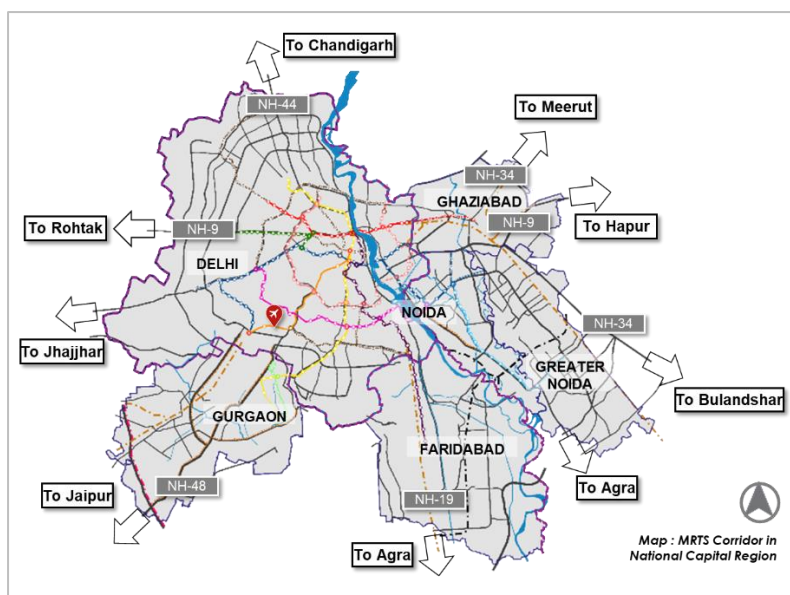 To Chandigarh
NH-44
To Meerut
NH-34
GHAZIABAD
NH-9
To Hapur
To Rohtak
NH-9
DELHI
NOIDA
NH-34
To Jhajjhar
GREATER
NOIDA
To Bulandshar
GURGAON
FARIDABAD
To Agra
To Jaipur
NH-48
NH-19
To Agra
Map : MRTS Corridor in
National Capital Region